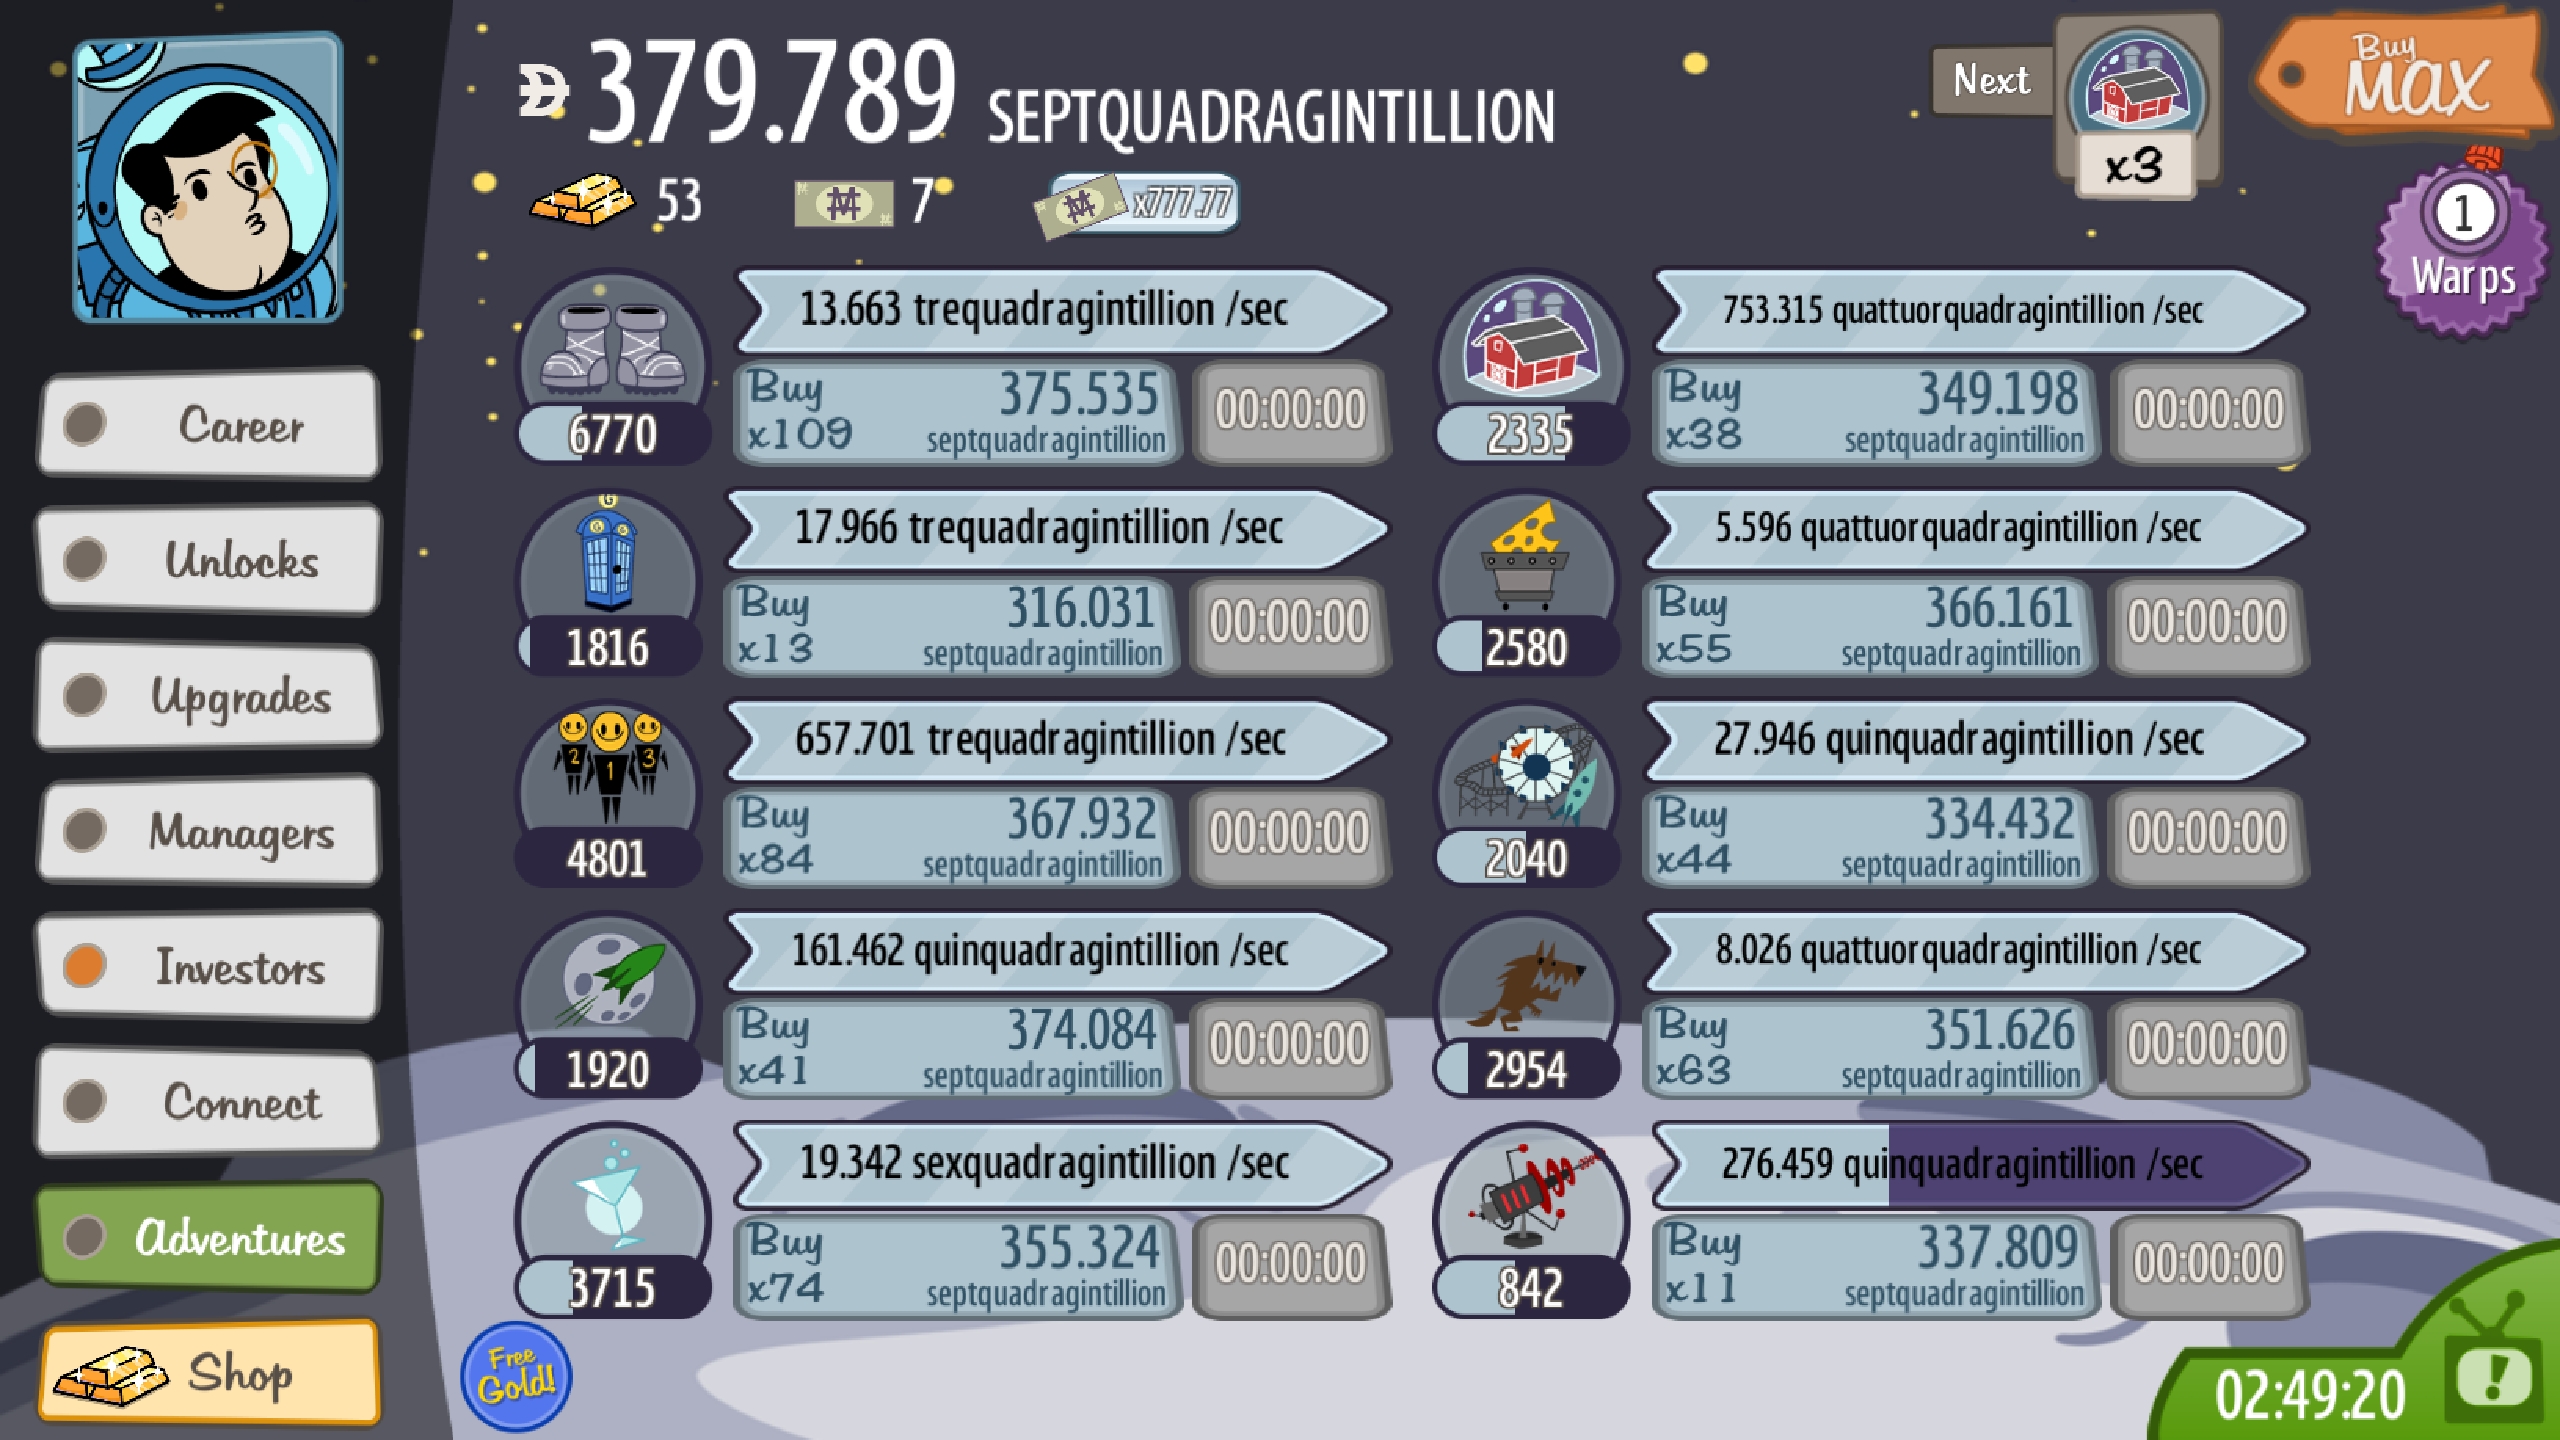 379.789 SEPTQUADRAGINTILLION
Next
x3
Buy
MAX
53
7
x777.77
1
Warps
Career
Unlocks
Upgrades
Managers
Investors
Connect
Adventures
Shop
13.663 trequadragintillion /sec
6770
Buy
x109
375.535
septquadragintillion
00:00:00
753.315 quattuorquadragintillion /sec
2335
Buy
x38
349.198
septquadragintillion
00:00:00
G
G G
17.966 trequadragintillion /sec
1816
Buy
x13
316.031
septquadragintillion
00:00:00
5.596 quattuorquadragintillion /sec
2580
Buy
x55
366.161
septquadragintillion
00:00:00
2 1 3
657.701 trequadragintillion /sec
4801
Buy
x84
367.932
septquadragintillion
00:00:00
27.946 quinquadragintillion /sec
2040
Buy
x44
334.432
septquadragintillion
00:00:00
161.462 quinquadragintillion /sec
1920
Buy
x41
374.084
septquadragintillion
00:00:00
8.026 quattuorquadragintillion /sec
2954
Buy
x63
351.626
septquadragintillion
00:00:00
19.342 sexquadragintillion /sec
3715
Buy
x74
355.324
septquadragintillion
00:00:00
276.459 quinquadragintillion /sec
842
Buy
x11
337.809
septquadragintillion
00:00:00
Free
Gold!
02:49:20
!